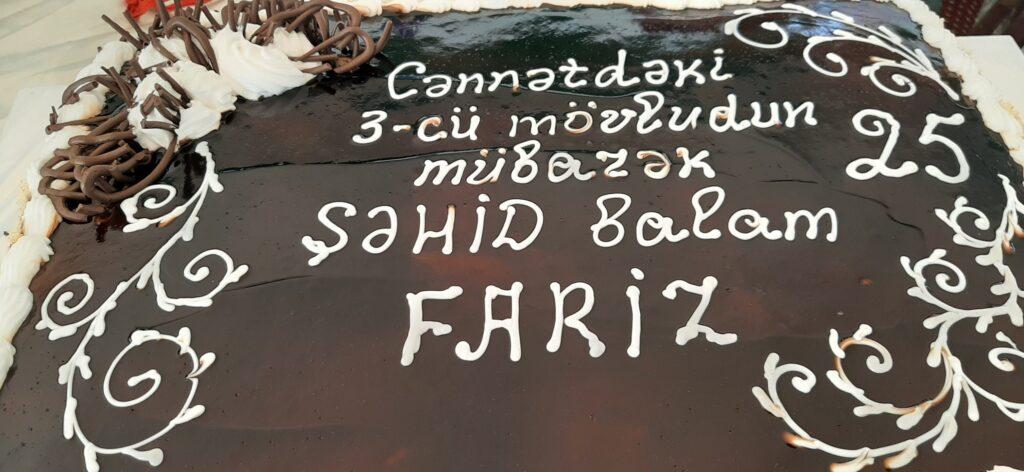 Cənnətdəki
3-cü mövludun
mübarək
25
ŞƏHİD balam
FARİZ